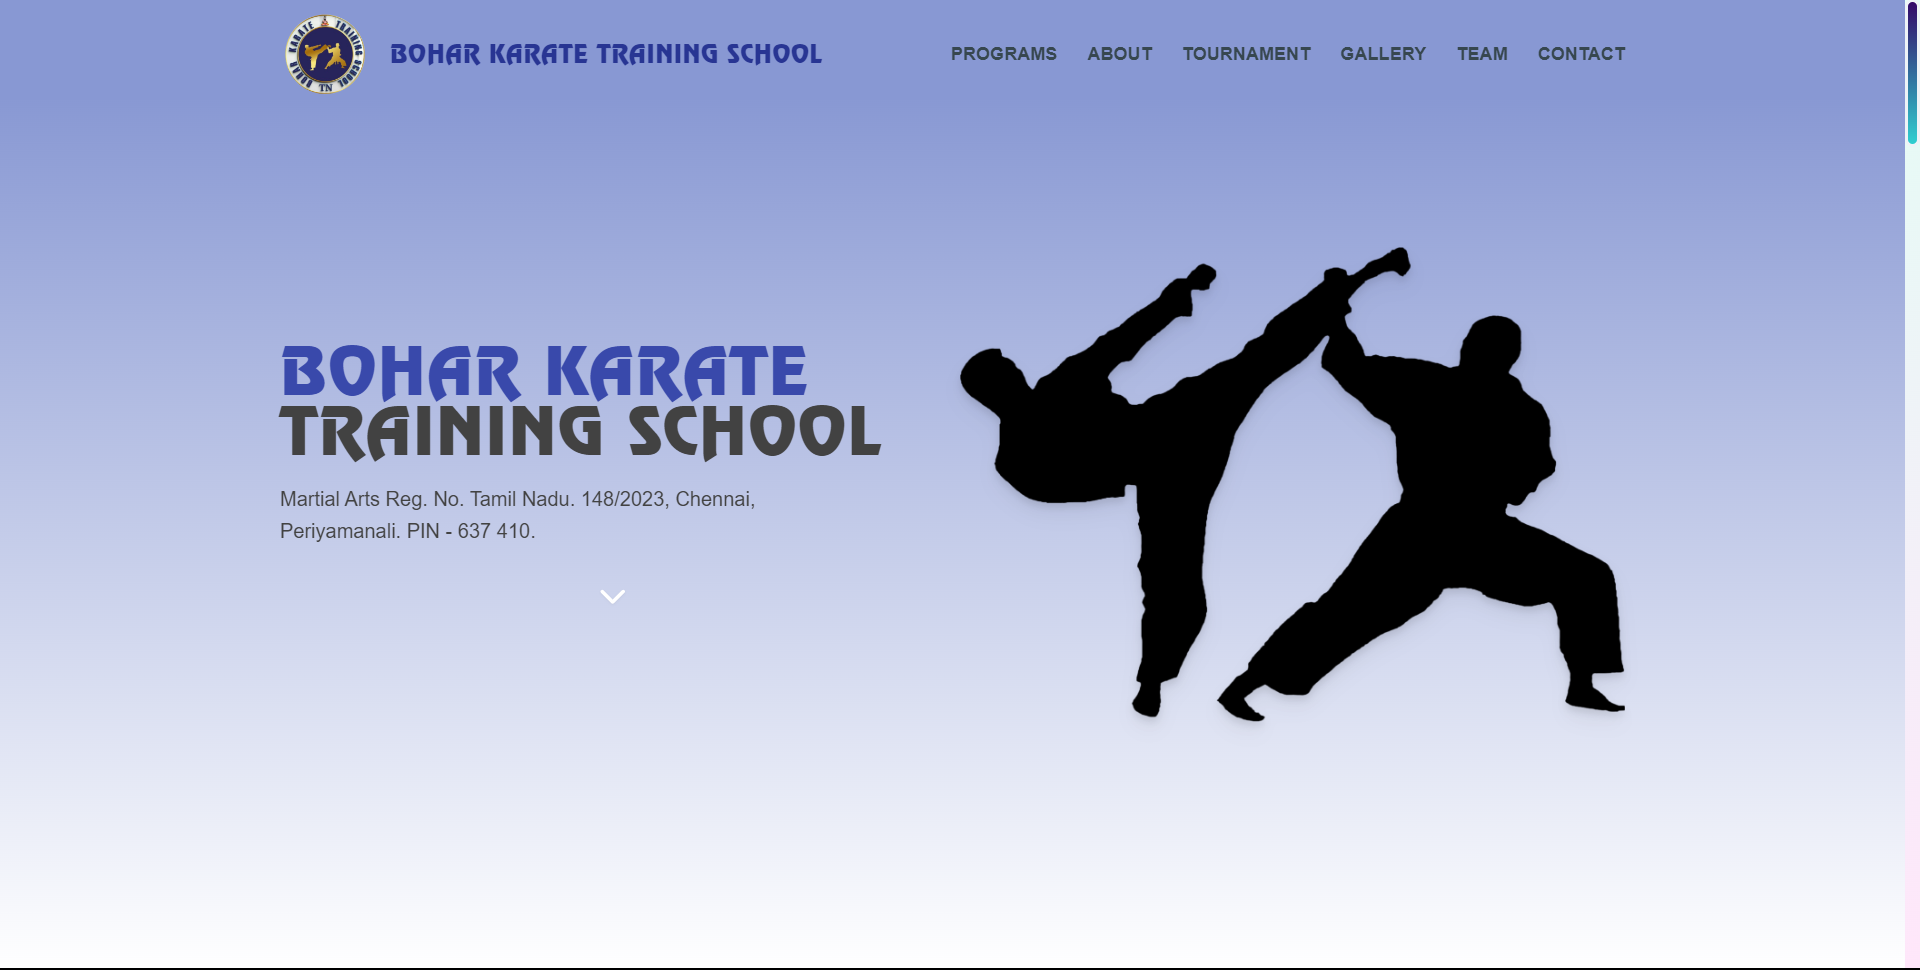 KARATE TRAINING SCHOOL
BOHAR
TN
BOHAR KARATE TRAINING SCHOOL
PROGRAMS
ABOUT
TOURNAMENT
GALLERY
TEAM
CONTACT
BOHAR KARATE
TRAINING SCHOOL
Martial Arts Reg. No. Tamil Nadu. 148/2023, Chennai,
Periyamanali. PIN - 637 410.